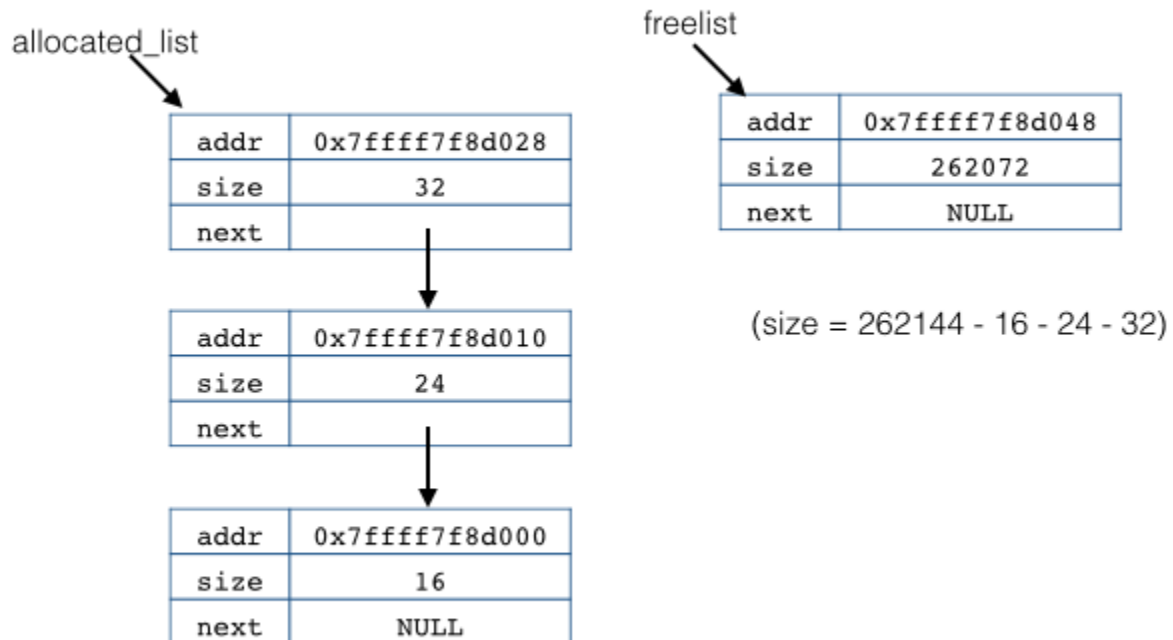 allocated_list
addr 0x7ffff7f8d028
size 32
next
addr 0x7ffff7f8d010
size 24
next
addr 0x7ffff7f8d000
size 16
next NULL
freelist
addr 0x7ffff7f8d048
size 262072
next NULL
(size = 262144 - 16 - 24 - 32)